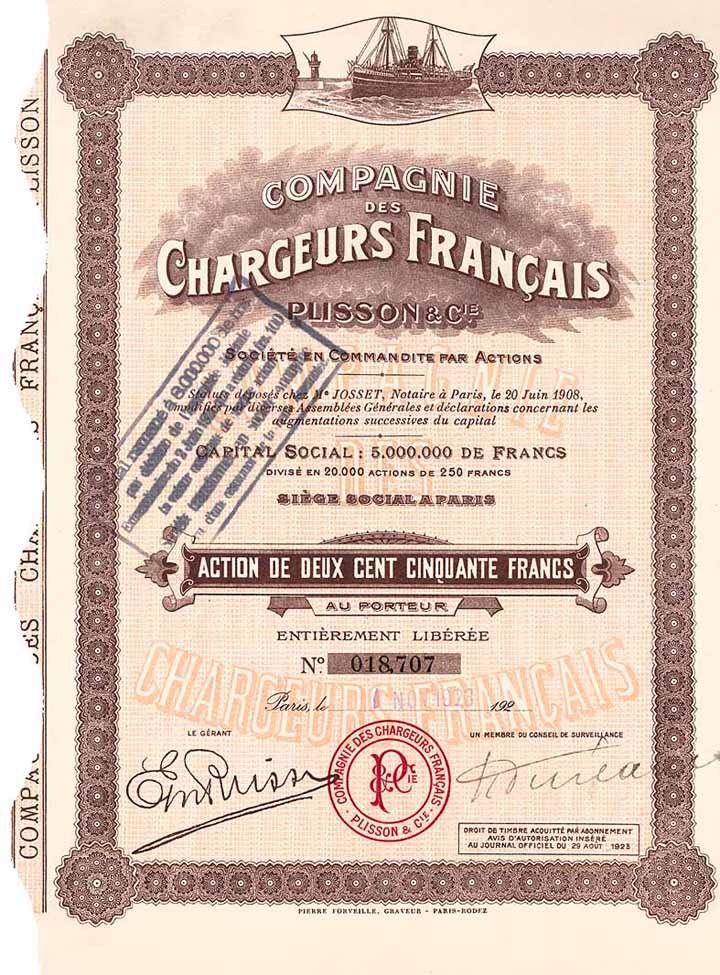 COMPAGNIE
DES
CHARGEURS FRANÇAIS
PLISSON & CIE
SOCIÉTÉ EN COMMANDITE PAR ACTIONS
Statuts déposés chez Me JOSSET, Notaire à Paris, le 20 Juin 1908,
modifiés par diverses Assemblées Générales et déclarations concernant les
augmentations successives du capital
CAPITAL SOCIAL : 5.000.000 DE FRANCS
DIVISÉ EN 20.000 ACTIONS DE 250 FRANCS
SIÈGE SOCIAL A PARIS
ACTION DE DEUX CENT CINQUANTE FRANCS
AU PORTEUR
ENTIÈREMENT LIBÉRÉE
No. 018,707
CHARGEURS FRANÇAIS
Paris, le 1 NOV 1923 192
LE GÉRANT
UN MEMBRE DU CONSEIL DE SURVEILLANCE
COMPAGNIE DES CHARGEURS FRANÇAIS
P & CIE
PLISSON & CIE.
DROIT DE TIMBRE ACQUITTÉ PAR ABONNEMENT
AVIS D'AUTORISATION INSÉRÉ
AU JOURNAL OFFICIEL DU 29 AOUT 1923
PIERRE FORVEILLE, GRAVEUR - PARIS-RODEZ